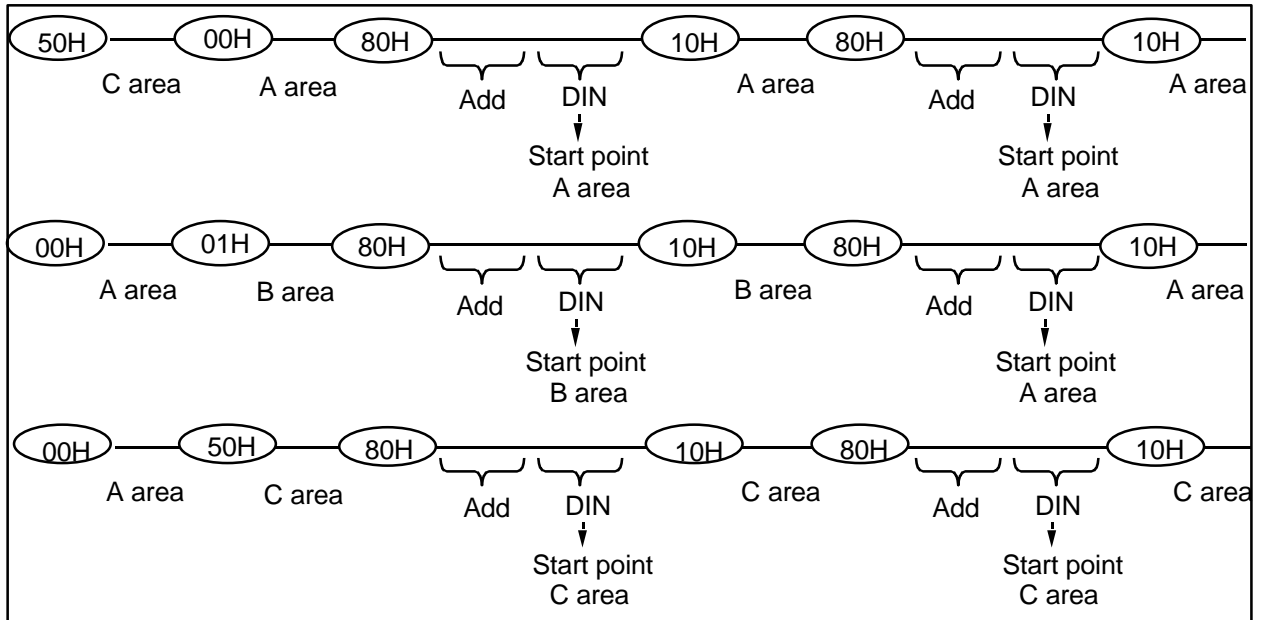 50H 00H 80H 10H 80H 10H
C area A area Add DIN A area Add DIN A area
Start point Start point
A area A area
00H 01H 80H 10H 80H 10H
A area B area Add DIN B area Add DIN A area
Start point Start point
B area A area
00H 50H 80H 10H 80H 10H
A area C area Add DIN C area Add DIN C area
Start point Start point
C area C area